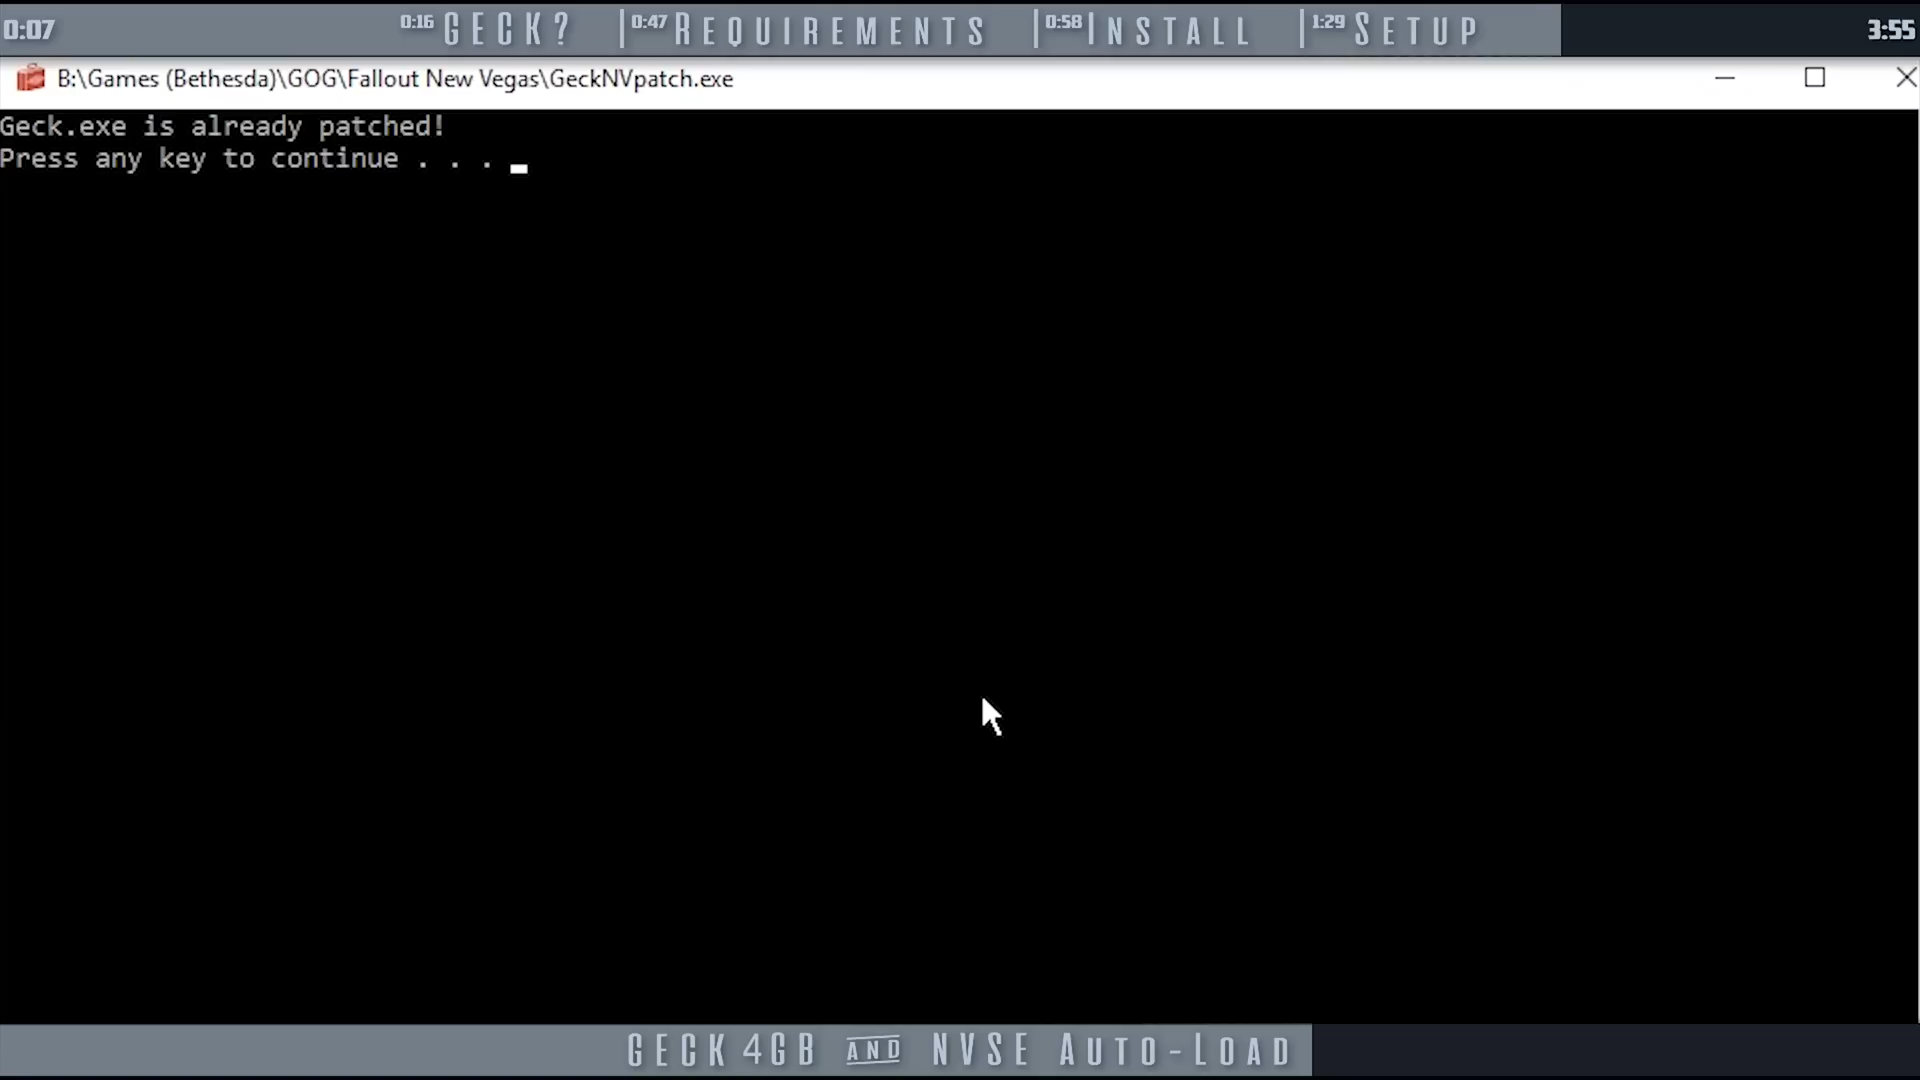 0:07 0:16 GECK? 0:47 REQUIREMENTS 0:58 INSTALL 1:29 SETUP 3:55
B:\Games (Bethesda)\GOG\Fallout New Vegas\GeckNVpatch.exe
Geck.exe is already patched!
Press any key to continue . . .
GECK 4GB AND NVSE AUTO-LOAD